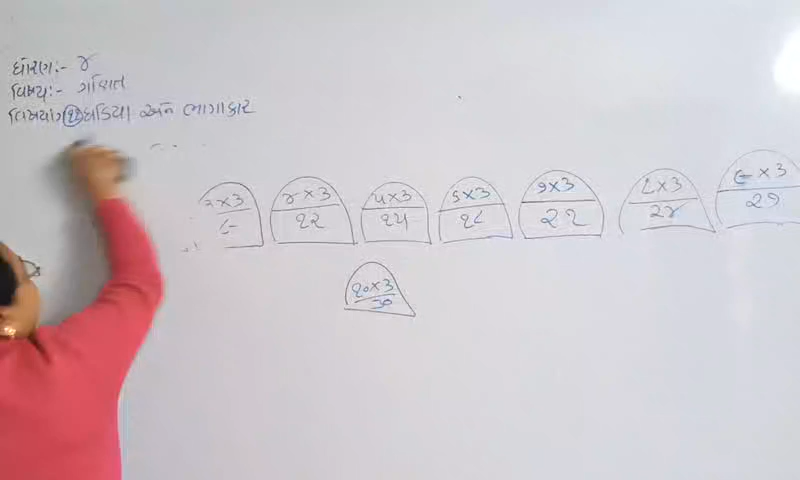 ધોરણ:- ૪
વિષય:- ગણિત
વિષયાંગ ૧૨ ઘડિયા અને ભાગાકાર
૩×૩ ૪×૩ ૫×૩ ૬×૩ ૭×૩ ૮×૩ ૯×૩
૯ ૧૨ ૧૫ ૧૮ ૨૧ ૨૪ ૨૭
૧૦×૩
૩૦